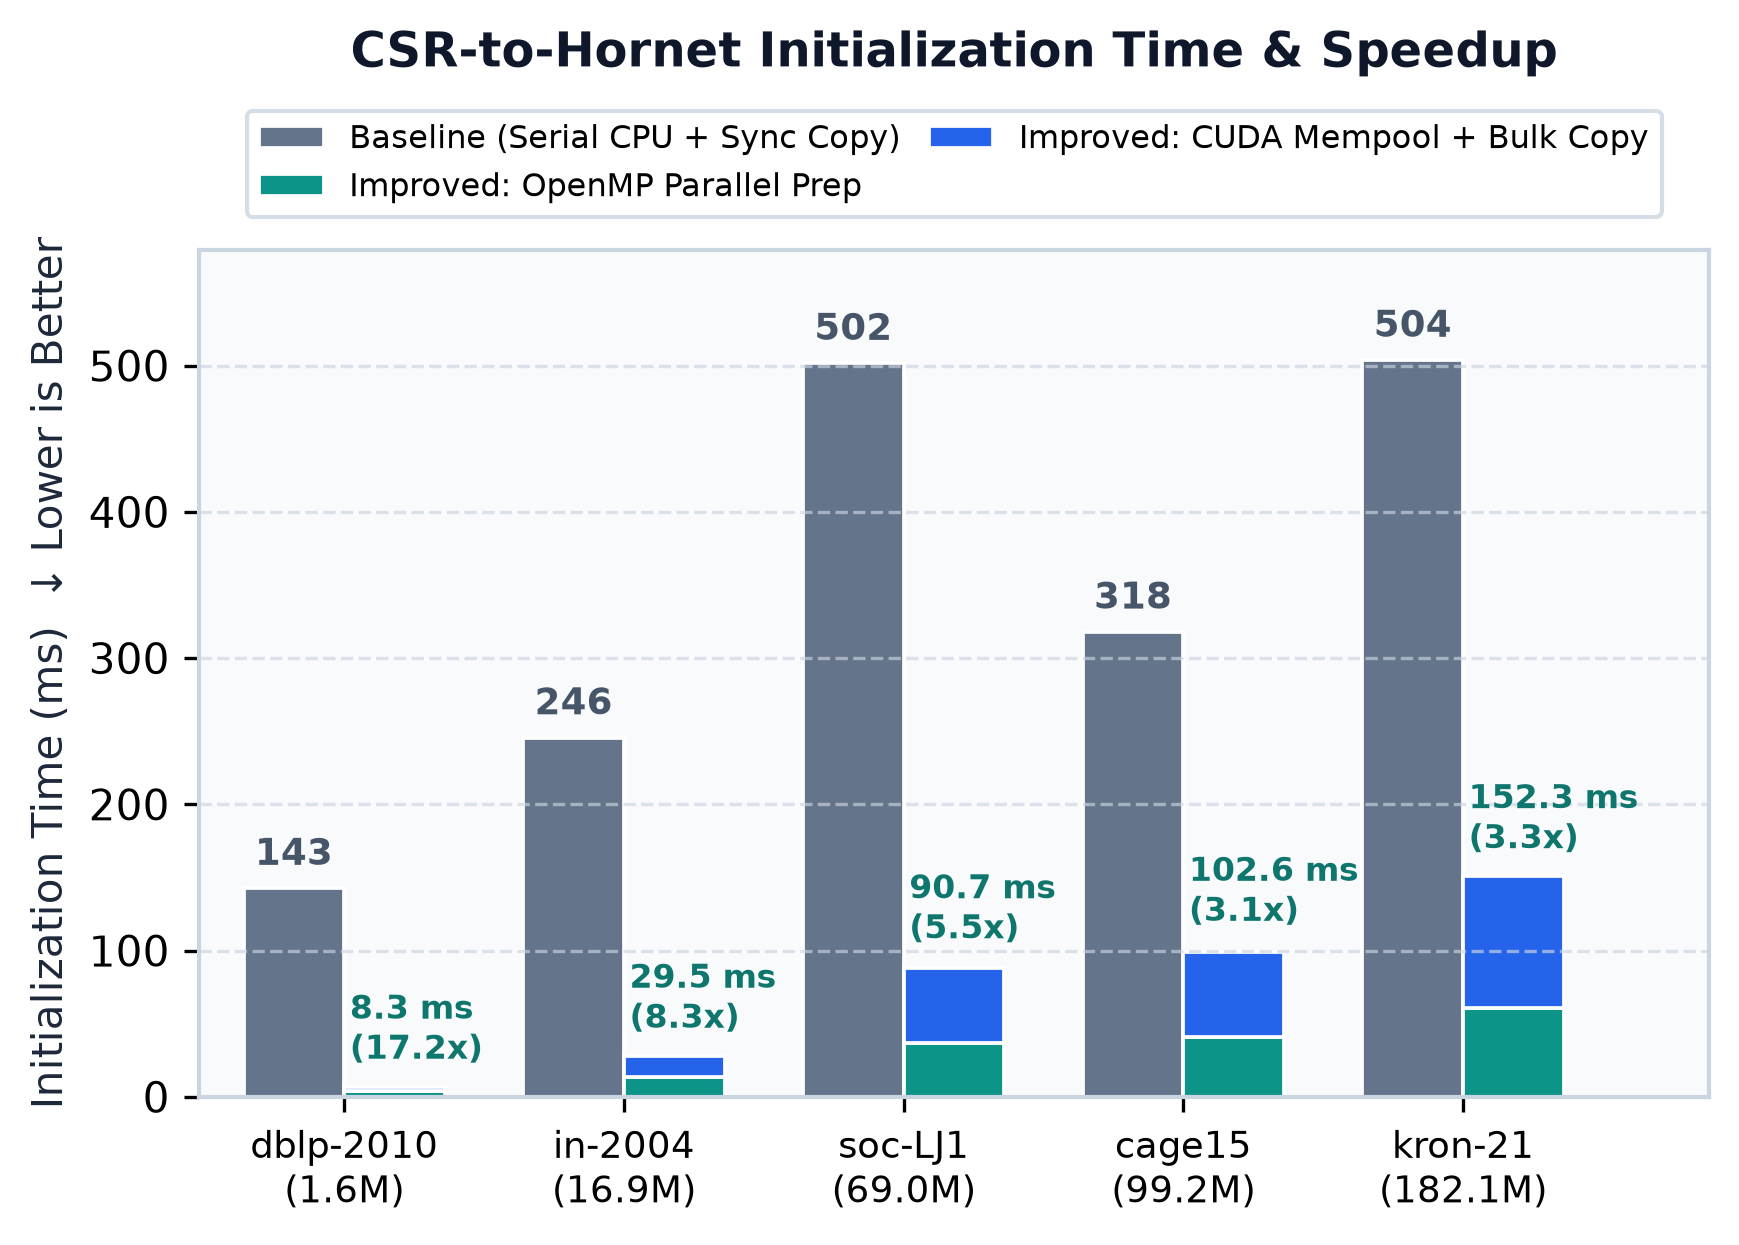 CSR-to-Hornet Initialization Time & Speedup
Baseline (Serial CPU + Sync Copy)
Improved: OpenMP Parallel Prep
Improved: CUDA Mempool + Bulk Copy
Initialization Time (ms) ↓ Lower is Better
500
400
300
200
100
0
143
8.3 ms
(17.2x)
246
29.5 ms
(8.3x)
502
90.7 ms
(5.5x)
318
102.6 ms
(3.1x)
504
152.3 ms
(3.3x)
dblp-2010
(1.6M)
in-2004
(16.9M)
soc-LJ1
(69.0M)
cage15
(99.2M)
kron-21
(182.1M)